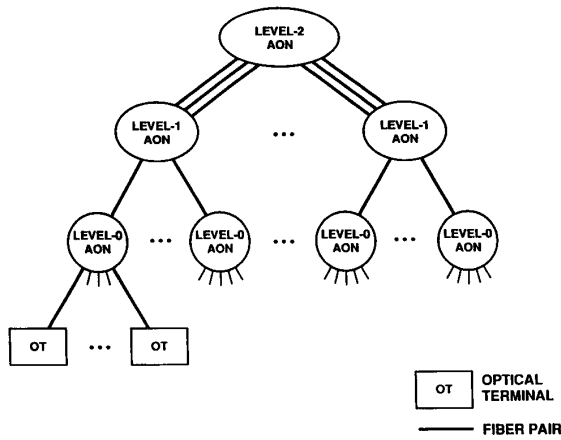 LEVEL-2
AON
LEVEL-1
AON
...
LEVEL-1
AON
LEVEL-0
AON
...
LEVEL-0
AON
...
LEVEL-0
AON
...
LEVEL-0
AON
OT
...
OT
OT
OPTICAL
TERMINAL
FIBER PAIR